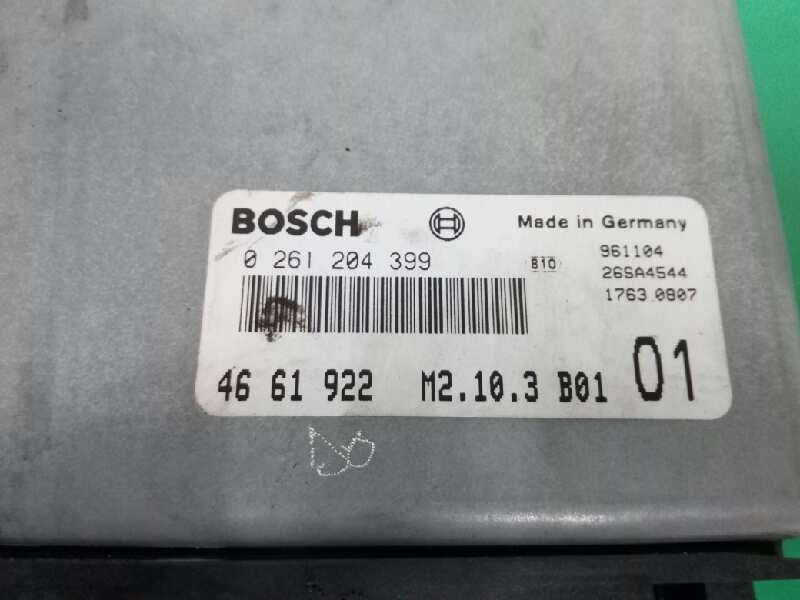 BOSCH Made in Germany
0 261 204 399 B10 961104
26SA4544
1763.0807
46 61 922 M2.10.3 B01 01